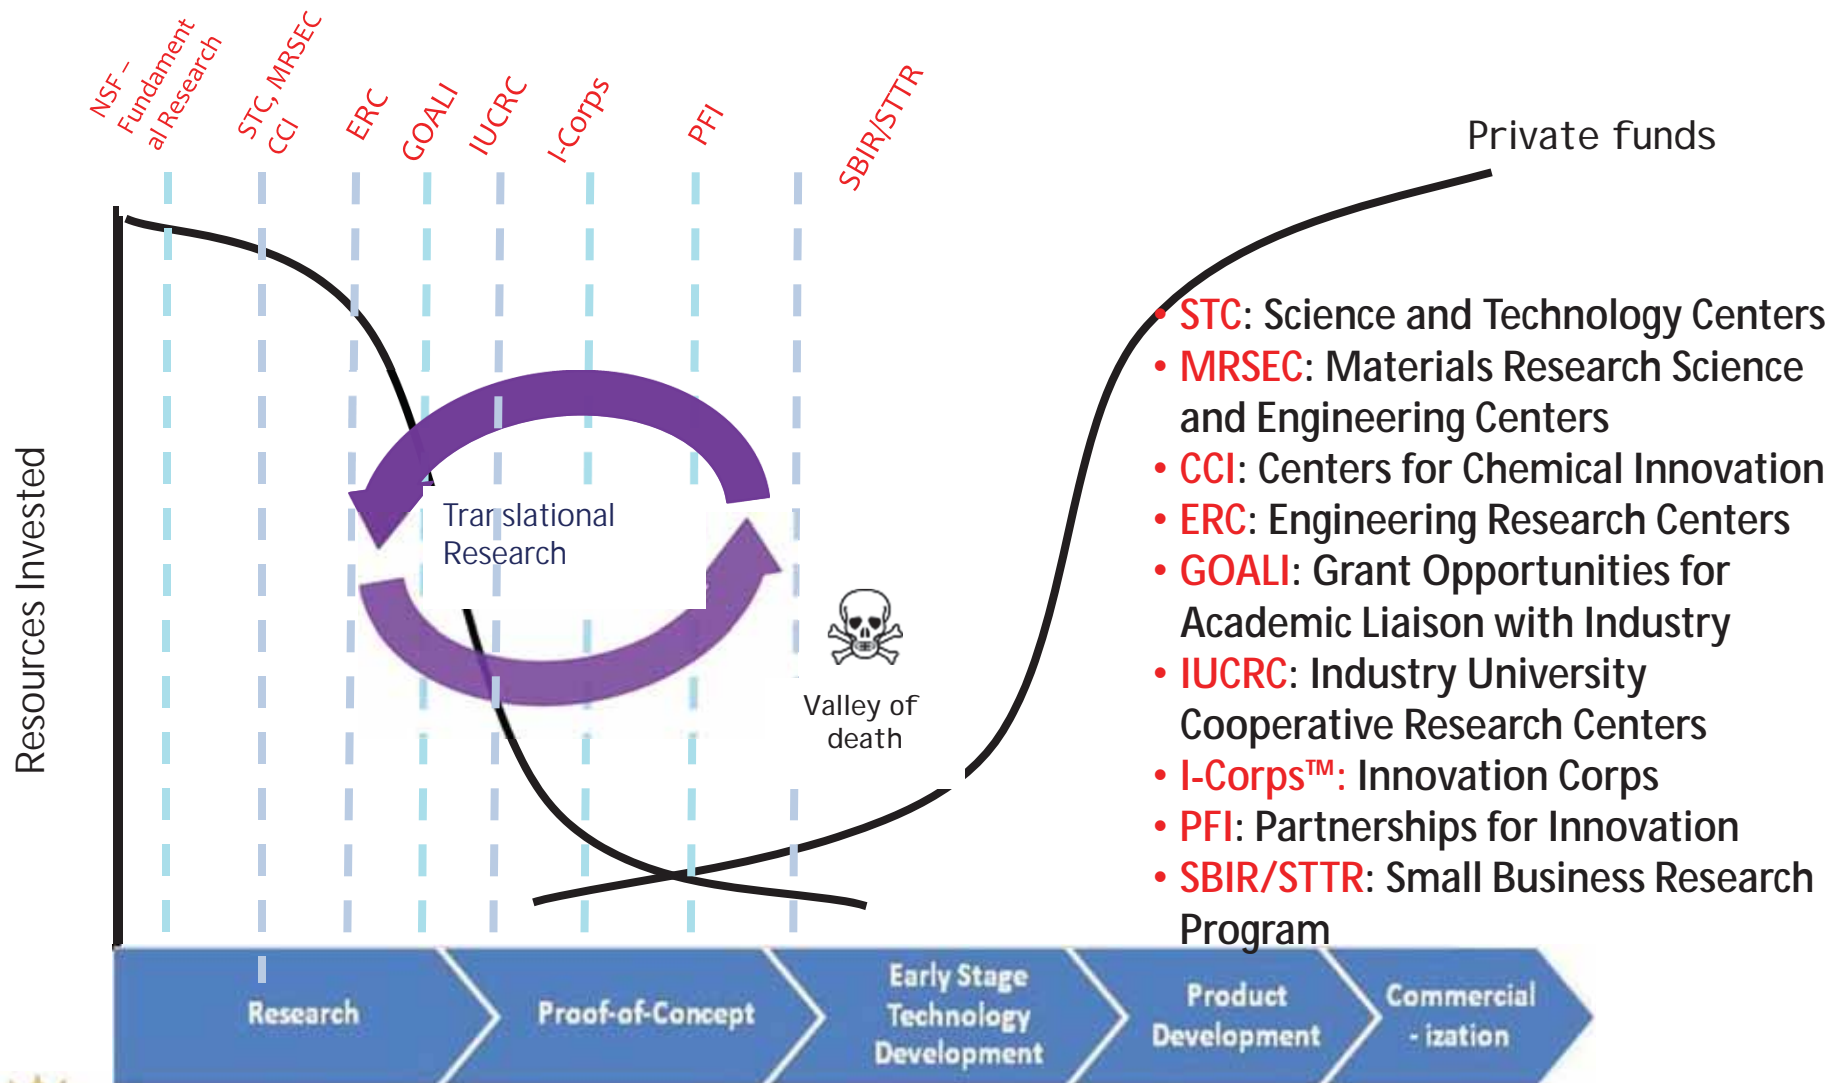 NSF –
Fundament
al Research
STC, MRSEC
CCI
ERC
GOALI
IUCRC
I-Corps
PFI
SBIR/STTR
Private funds
Resources Invested
Translational
Research
Valley of
death
• STC: Science and Technology Centers
• MRSEC: Materials Research Science
and Engineering Centers
• CCI: Centers for Chemical Innovation
• ERC: Engineering Research Centers
• GOALI: Grant Opportunities for
Academic Liaison with Industry
• IUCRC: Industry University
Cooperative Research Centers
• I-Corps™: Innovation Corps
• PFI: Partnerships for Innovation
• SBIR/STTR: Small Business Research
Program
Research
Proof-of-Concept
Early Stage
Technology
Development
Product
Development
Commercial
- ization